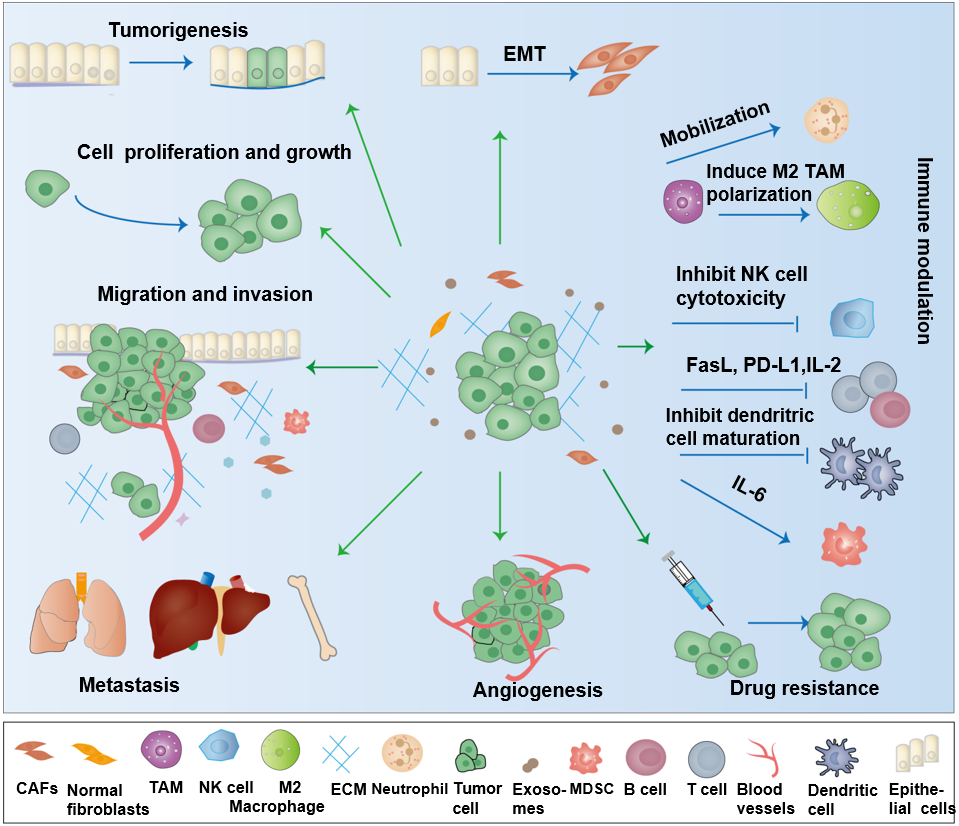 Tumorigenesis
EMT
Mobilization
Cell proliferation and growth
Induce M2 TAM
polarization
Immune modulation
Migration and invasion
Inhibit NK cell
cytotoxicity
FasL, PD-L1,IL-2
Inhibit dendritric
cell maturation
IL-6
Metastasis
Angiogenesis
Drug resistance
CAFs
Normal
fibroblasts
TAM
NK cell
M2
Macrophage
ECM
Neutrophil
Tumor
cell
Exoso-
mes
MDSC
B cell
T cell
Blood
vessels
Dendritic
cell
Epithe-
lial cells